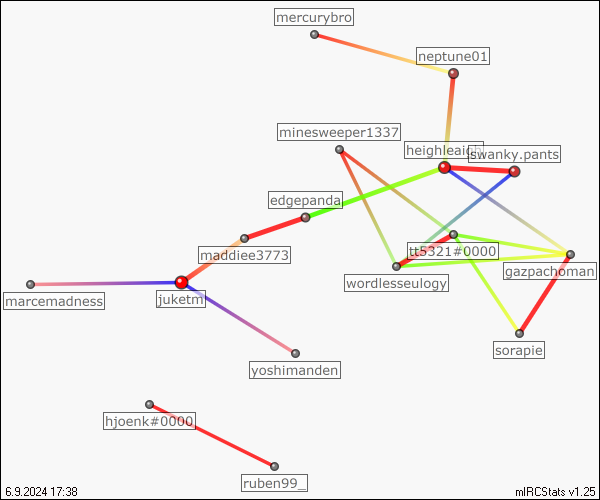 mercurybro
neptune01
minesweeper1337
swanky.pants
edgepanda
tt5321#0000
maddiee3773
gazpachoman
wordlesseulogy
marcemadness
juketm
sorapie
yoshimanden
hjoenk#0000
ruben99_
6.9.2024 17:38
mIRCStats v1.25